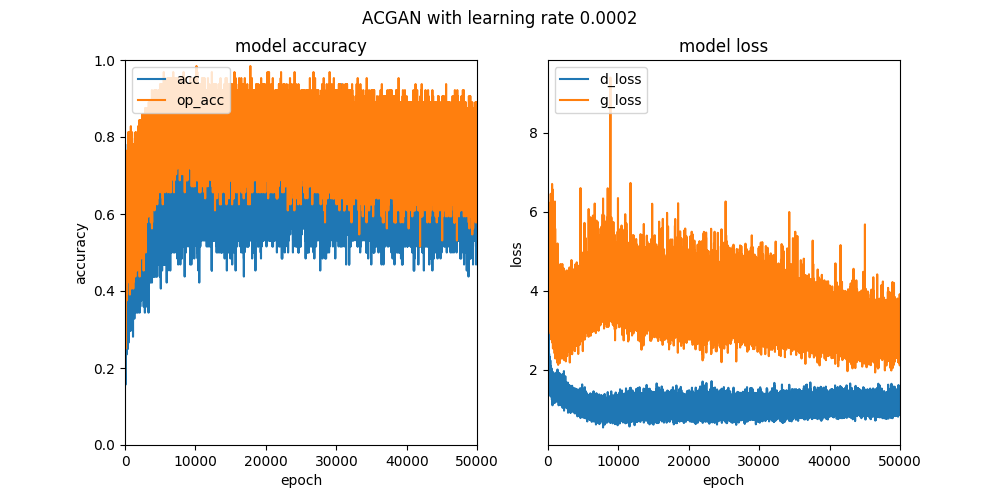 ACGAN with learning rate 0.0002
model accuracy
acc
op_acc
1.0
0.8
0.6
0.4
0.2
0.0
accuracy
0 10000 20000 30000 40000 50000
epoch
model loss
d_loss
g_loss
8
6
4
2
loss
0 10000 20000 30000 40000 50000
epoch